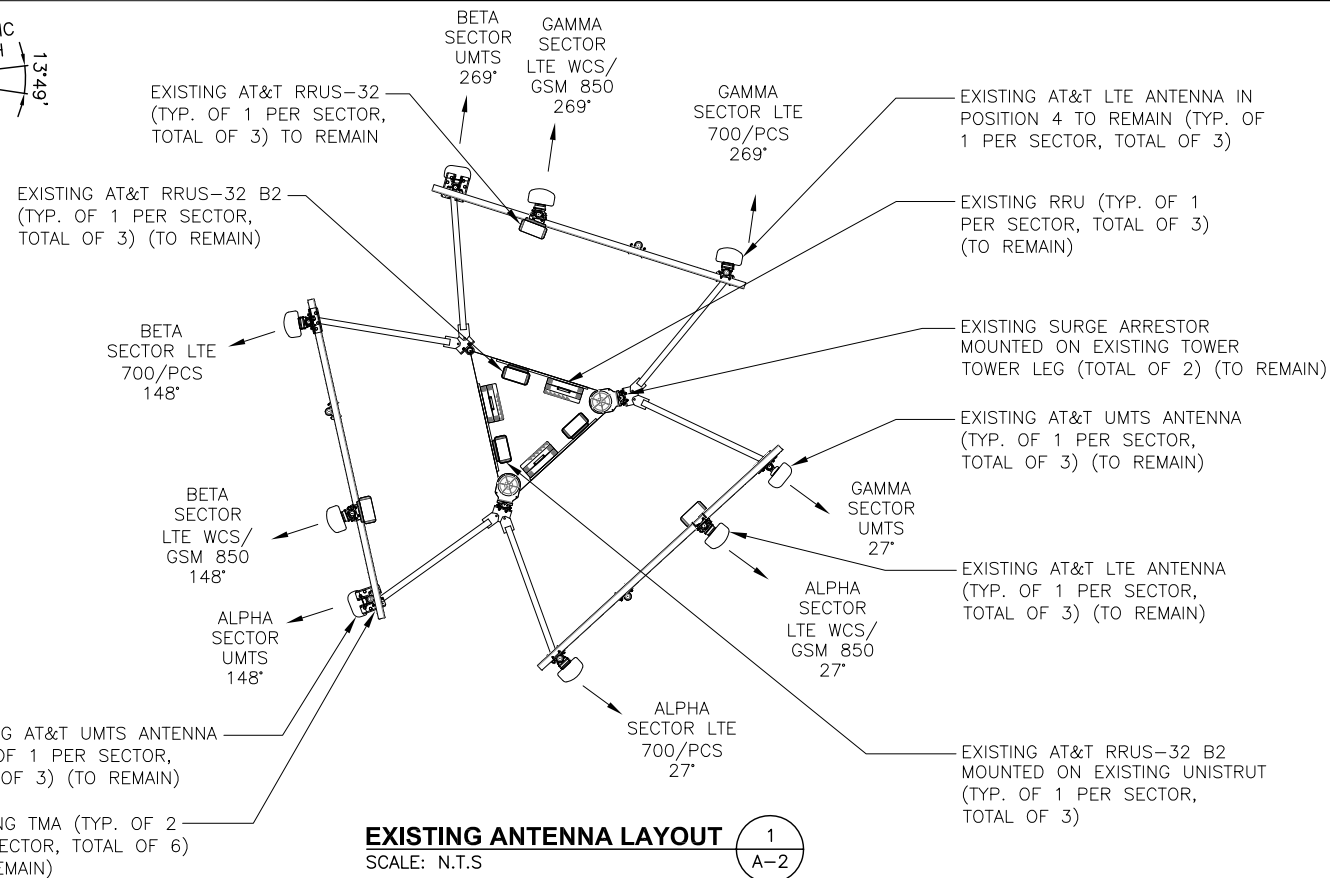 13°49'
BETA
SECTOR
UMTS
269°
GAMMA
SECTOR
LTE WCS/
GSM 850
269°
GAMMA
SECTOR LTE
700/PCS
269°
EXISTING AT&T RRUS-32
(TYP. OF 1 PER SECTOR,
TOTAL OF 3) TO REMAIN
EXISTING AT&T RRUS-32 B2
(TYP. OF 1 PER SECTOR,
TOTAL OF 3) (TO REMAIN)
BETA
SECTOR LTE
700/PCS
148°
BETA
SECTOR
LTE WCS/
GSM 850
148°
ALPHA
SECTOR
UMTS
148°
G AT&T UMTS ANTENNA
OF 1 PER SECTOR,
OF 3) (TO REMAIN)
NG TMA (TYP. OF 2
SECTOR, TOTAL OF 6)
EMAIN)
EXISTING AT&T LTE ANTENNA IN
POSITION 4 TO REMAIN (TYP. OF
1 PER SECTOR, TOTAL OF 3)
EXISTING RRU (TYP. OF 1
PER SECTOR, TOTAL OF 3)
(TO REMAIN)
EXISTING SURGE ARRESTOR
MOUNTED ON EXISTING TOWER
TOWER LEG (TOTAL OF 2) (TO REMAIN)
EXISTING AT&T UMTS ANTENNA
(TYP. OF 1 PER SECTOR,
TOTAL OF 3) (TO REMAIN)
GAMMA
SECTOR
UMTS
27°
EXISTING AT&T LTE ANTENNA
(TYP. OF 1 PER SECTOR,
TOTAL OF 3) (TO REMAIN)
ALPHA
SECTOR
LTE WCS/
GSM 850
27°
ALPHA
SECTOR LTE
700/PCS
27°
EXISTING AT&T RRUS-32 B2
MOUNTED ON EXISTING UNISTRUT
(TYP. OF 1 PER SECTOR,
TOTAL OF 3)
EXISTING ANTENNA LAYOUT
SCALE: N.T.S
1
A-2